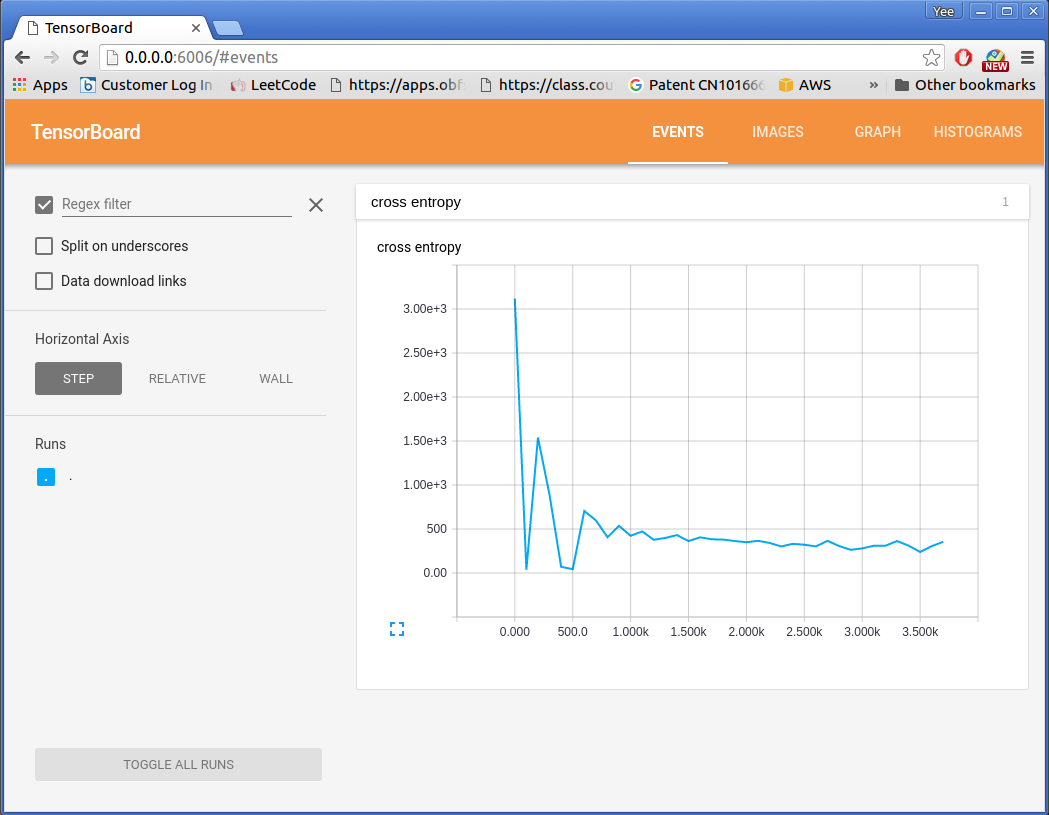 Yee
TensorBoard
0.0.0.0:6006/#events
Apps Customer Log In LeetCode https://apps.obf https://class.cou Patent CN101666 AWS » Other bookmarks
NEW
TensorBoard EVENTS IMAGES GRAPH HISTOGRAMS
Regex filter
Split on underscores
Data download links
Horizontal Axis
STEP RELATIVE WALL
Runs
. .
TOGGLE ALL RUNS
cross entropy 1
cross entropy
3.00e+3
2.50e+3
2.00e+3
1.50e+3
1.00e+3
500
0.00
0.000 500.0 1.000k 1.500k 2.000k 2.500k 3.000k 3.500k